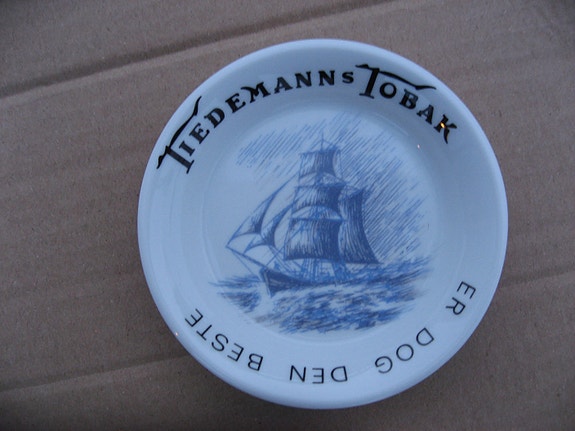 TIEDEMANNS TOBAK
ER DOG DEN BESTE